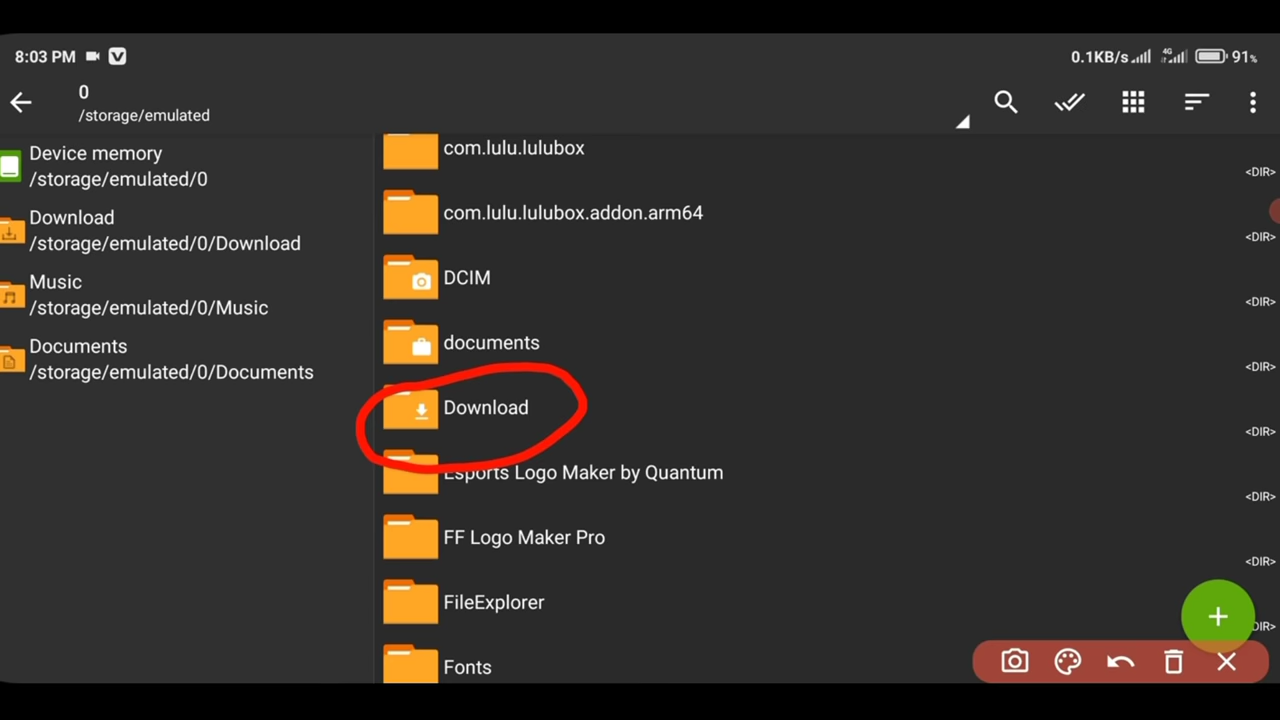 8:03 PM
0.1KB/s 4G 91%
0
/storage/emulated
Device memory
/storage/emulated/0
Download
/storage/emulated/0/Download
Music
/storage/emulated/0/Music
Documents
/storage/emulated/0/Documents
com.lulu.lulubox
<DIR>
com.lulu.lulubox.addon.arm64
<DIR>
DCIM
<DIR>
documents
<DIR>
Download
<DIR>
Esports Logo Maker by Quantum
<DIR>
FF Logo Maker Pro
<DIR>
FileExplorer
DIR>
Fonts